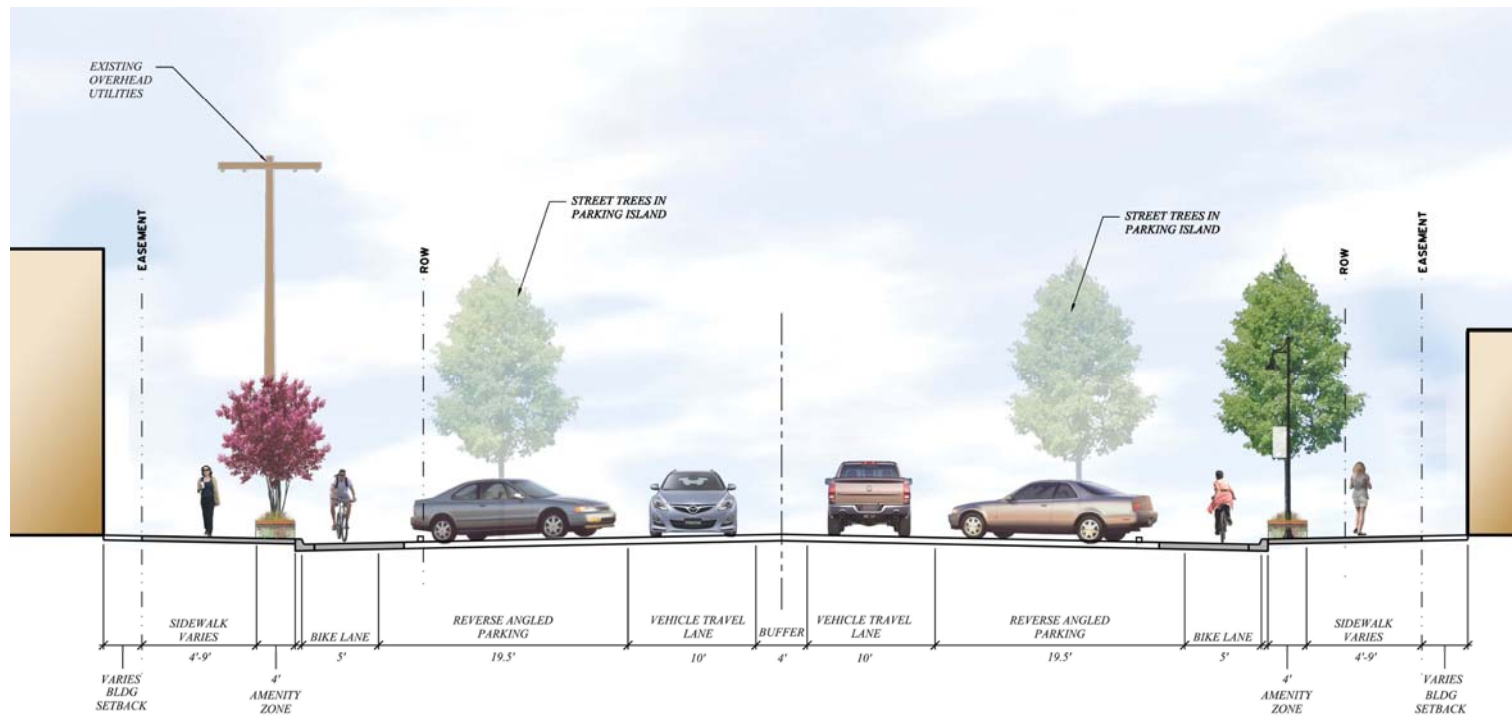 EXISTING
OVERHEAD
UTILITIES
STREET TREES IN
PARKING ISLAND
STREET TREES IN
PARKING ISLAND
EASEMENT
ROW
ROW
EASEMENT
SIDEWALK
VARIES
BIKE LANE
REVERSE ANGLED
PARKING
VEHICLE TRAVEL
LANE
BUFFER
VEHICLE TRAVEL
LANE
REVERSE ANGLED
PARKING
BIKE LANE
SIDEWALK
VARIES
4'-9'
5'
19.5'
10'
4'
10'
19.5'
5'
4'-9'
VARIES
BLDG
SETBACK
4'
AMENITY
ZONE
4'
AMENITY
ZONE
VARIES
BLDG
SETBACK